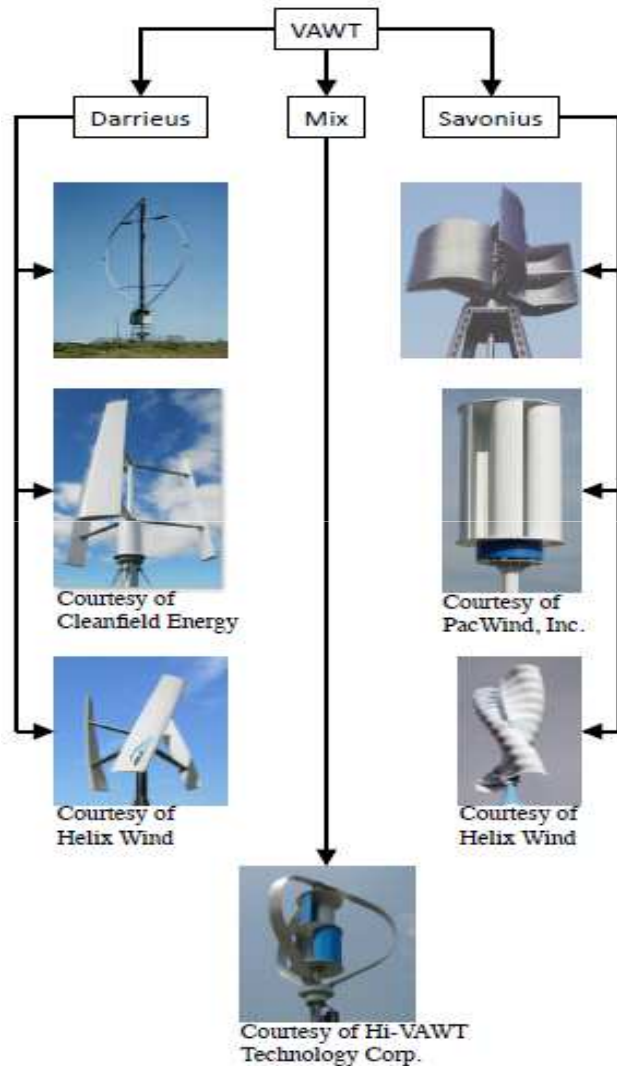 VAWT
Darrieus
Mix
Savonius
Courtesy of
Cleanfield Energy
Courtesy of
PacWind, Inc.
Courtesy of
Helix Wind
Courtesy of
Helix Wind
Courtesy of Hi-VAWT
Technology Corp.